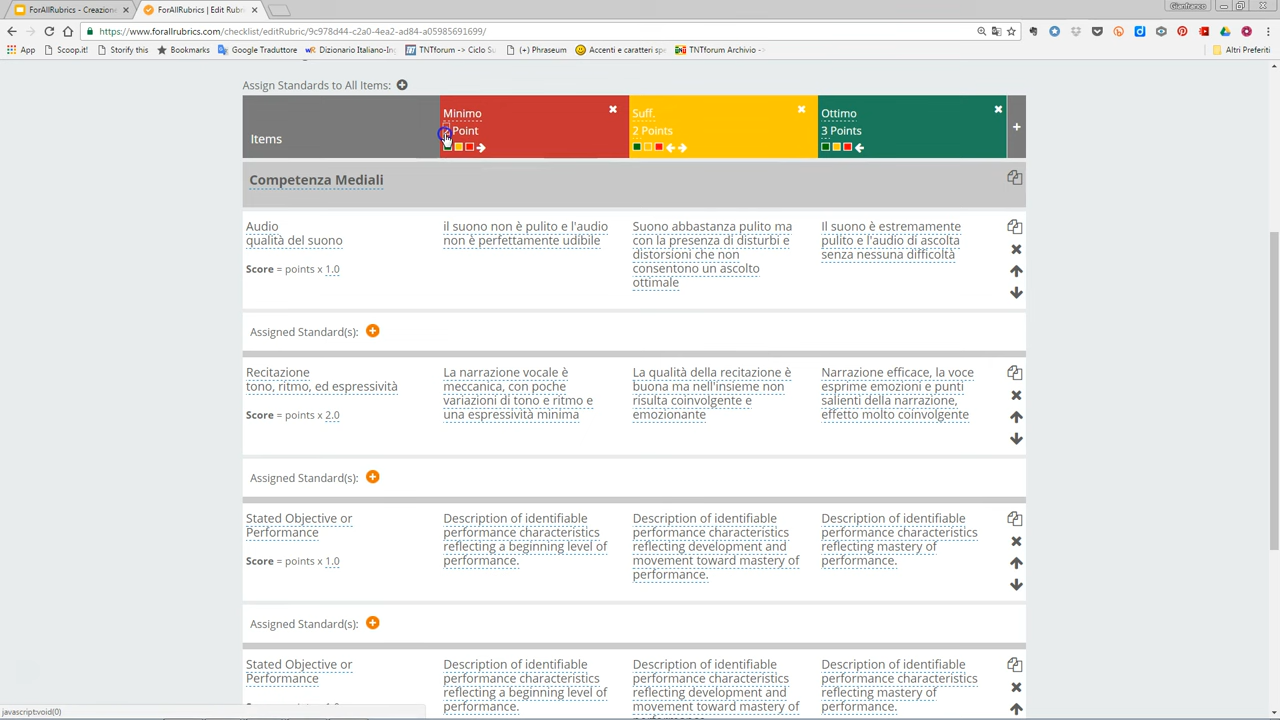 ForAllRubrics - Creazione
ForAllRubrics | Edit Rubri
Gianfranco
https://www.forallrubrics.com/checklist/editRubric/9c978d44-c2a0-4ea2-ad84-a05985691699/
App Scoop.it! Storify this Bookmarks Google Traduttore Dizionario Italiano-In TNTforum -> Ciclo Su (+) Phraseum Accenti e caratteri spe TNTforum Archivio -> Altri Preferiti
Assign Standards to All Items:
Items
Minimo
Point
Suff.
2 Points
Ottimo
3 Points
Competenza Mediali
Audio
qualità del suono
Score = points x 1.0
il suono non è pulito e l'audio
non è perfettamente udibile
Suono abbastanza pulito ma
con la presenza di disturbi e
distorsioni che non
consentono un ascolto
ottimale
Il suono è estremamente
pulito e l'audio di ascolta
senza nessuna difficoltà
Assigned Standard(s):
Recitazione
tono, ritmo, ed espressività
Score = points x 2.0
La narrazione vocale è
meccanica, con poche
variazioni di tono e ritmo e
una espressività minima
La qualità della recitazione è
buona ma nell'insieme non
risulta coinvolgente e
emozionante
Narrazione efficace, la voce
esprime emozioni e punti
salienti della narrazione,
effetto molto coinvolgente
Assigned Standard(s):
Stated Objective or
Performance
Score = points x 1.0
Description of identifiable
performance characteristics
reflecting a beginning level of
performance.
Description of identifiable
performance characteristics
reflecting development and
movement toward mastery of
performance.
Description of identifiable
performance characteristics
reflecting mastery of
performance.
Assigned Standard(s):
Stated Objective or
Performance
Description of identifiable
performance characteristics
reflecting a beginning level of
performance.
Description of identifiable
performance characteristics
reflecting development and
movement toward mastery of
Description of identifiable
performance characteristics
reflecting mastery of
performance.
javascript:void(0)